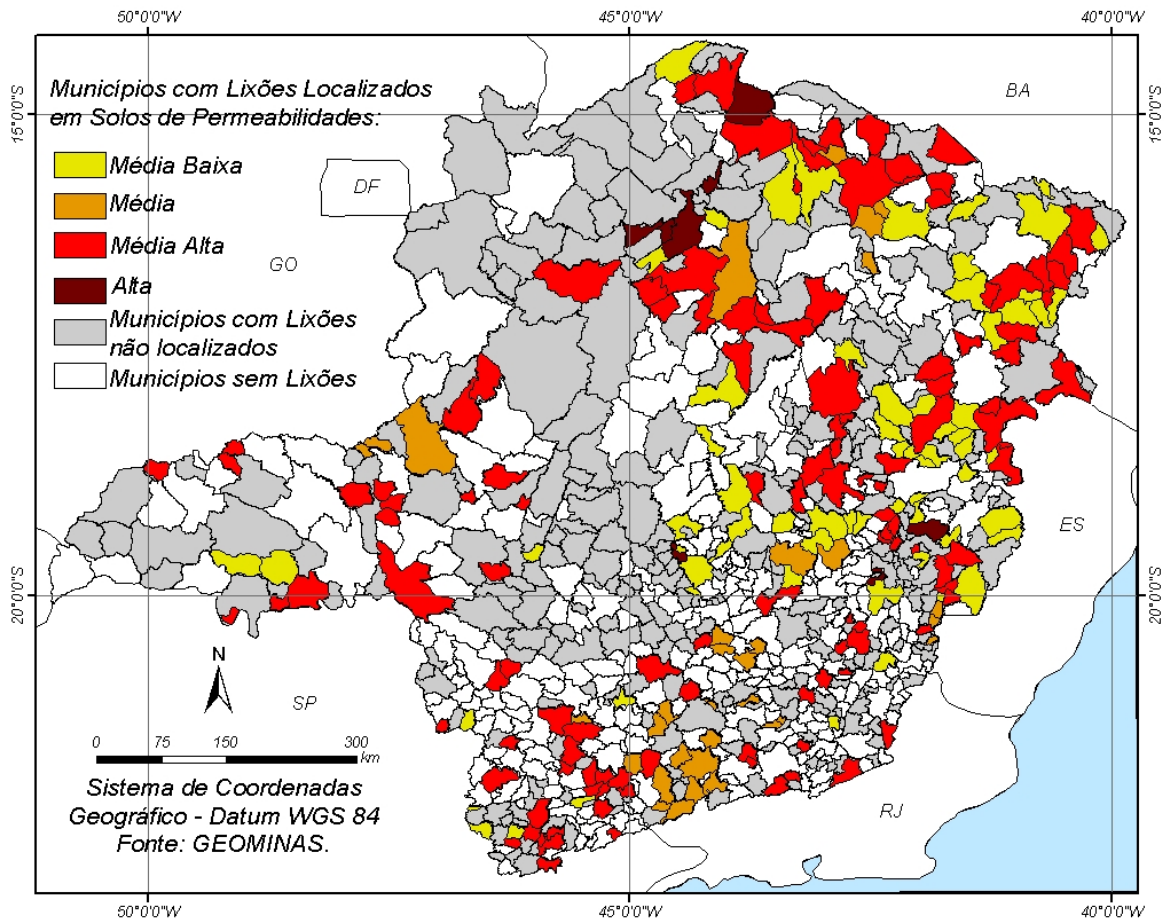 50°0'0"W
45°0'0"W
40°0'0"W
Municípios com Lixões Localizados
em Solos de Permeabilidades:
Média Baixa
Média
Média Alta
Alta
Municípios com Lixões
não localizados
Municípios sem Lixões
BA
DF
GO
ES
SP
RJ
15°0'0"S
15°0'0"S
20°0'0"S
20°0'0"S
N
0 75 150 300
km
Sistema de Coordenadas
Geográfico - Datum WGS 84
Fonte: GEOMINAS.
50°0'0"W
45°0'0"W
40°0'0"W